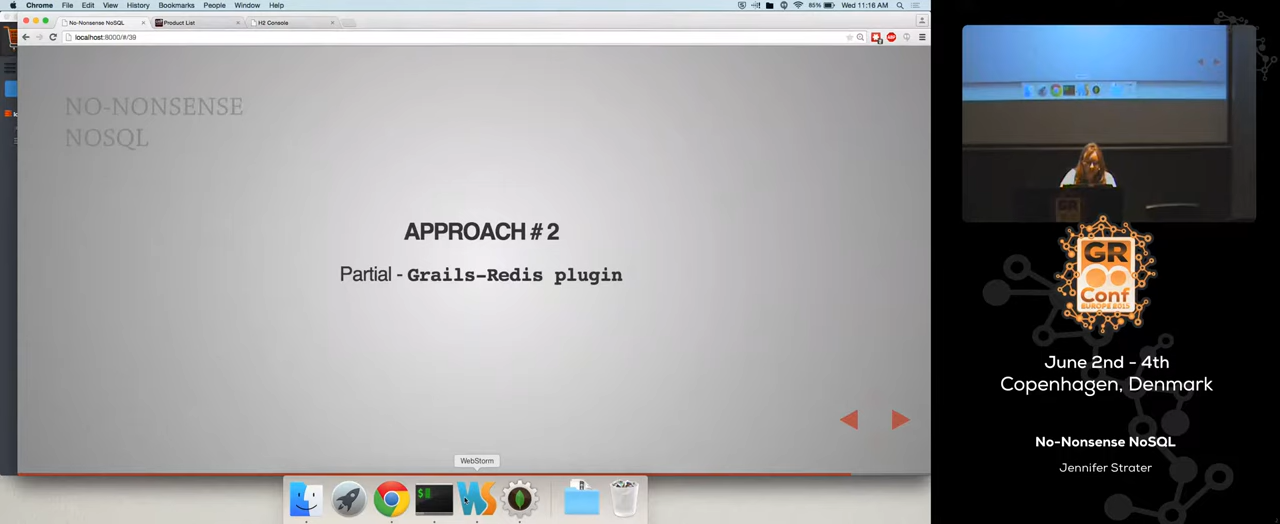 Chrome File Edit View History Bookmarks People Window Help
85% Wed 11:16 AM
No-Nonsense NoSQL
Product List
H2 Console
localhost:8000/#/39
NO-NONSENSE
NOSQL
APPROACH # 2
Partial - Grails-Redis plugin
WebStorm
WS
GR
Conf
EUROPE 2015
June 2nd - 4th
Copenhagen, Denmark
No-Nonsense NoSQL
Jennifer Strater